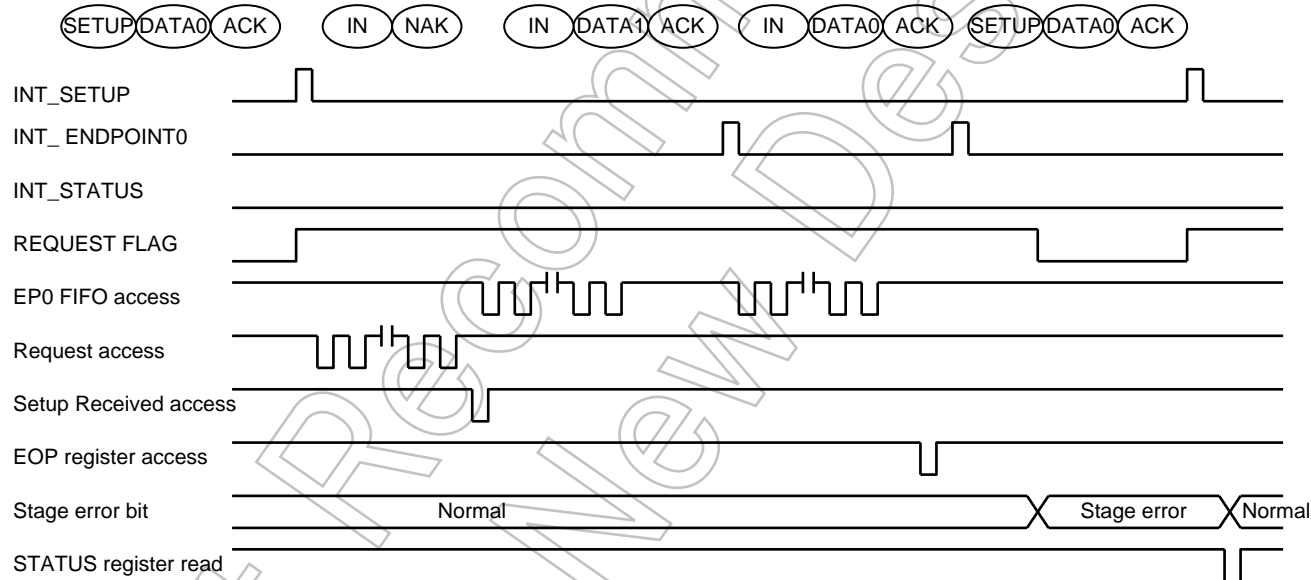 SETUP DATA0 ACK IN NAK IN DATA1 ACK IN DATA0 ACK SETUP DATA0 ACK
INT_SETUP
INT_ ENDPOINT0
INT_STATUS
REQUEST FLAG
EP0 FIFO access
Request access
Setup Received access
EOP register access
Stage error bit Normal Stage error Normal
STATUS register read